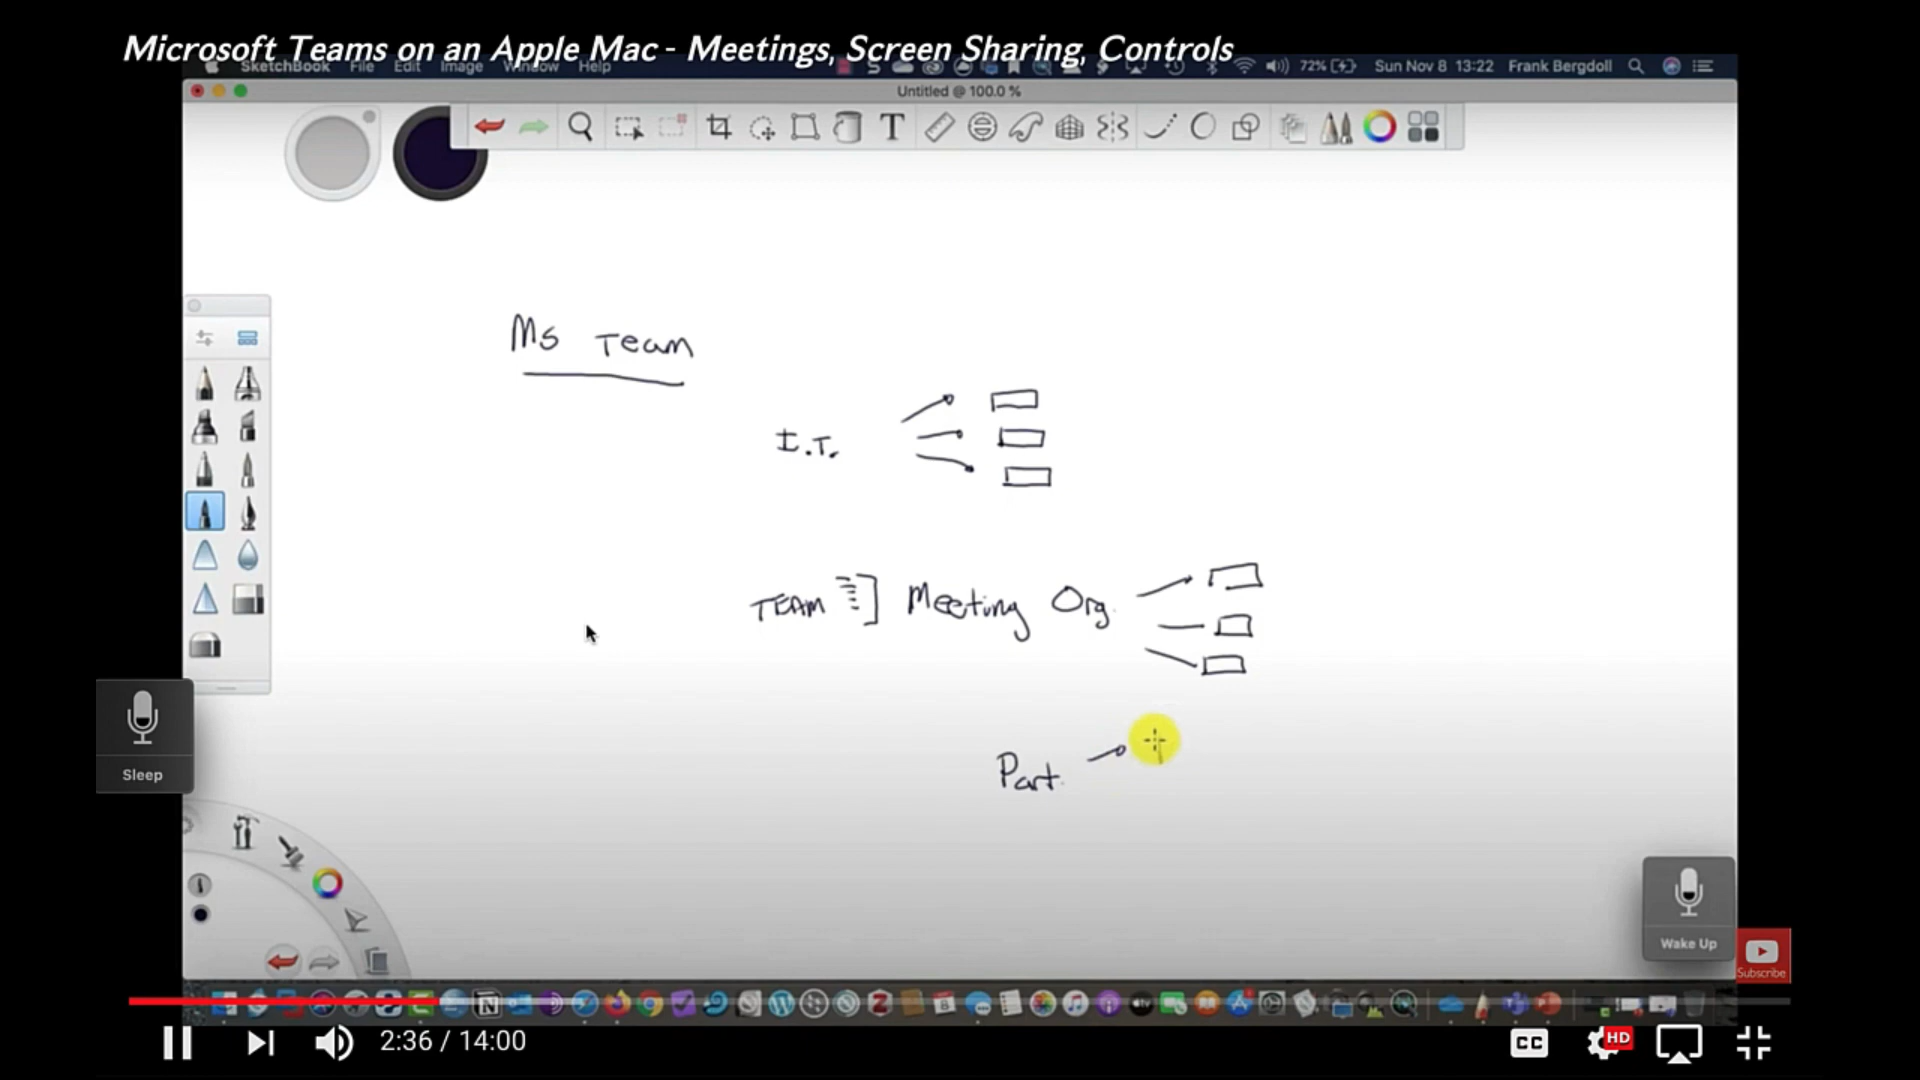 Microsoft Teams on an Apple Mac - Meetings, Screen Sharing, Controls
SketchBook File Edit Image Window Help 72% Sun Nov 8 13:22 Frank Bergdoll
Untitled @ 100.0 %
T
Ms Team
I.T.
TEAM ] Meeting Org.
Part.
Sleep
Wake Up
Subscribe
2:36 / 14:00
CC HD